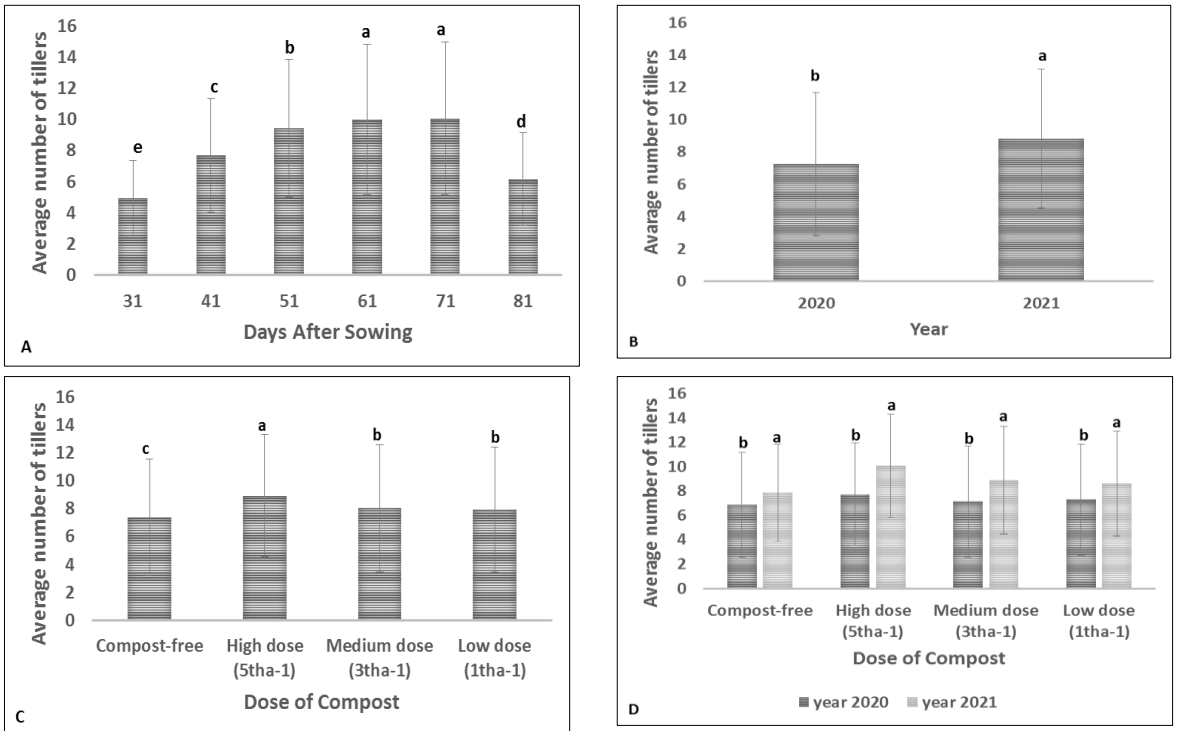 16
14
12
10
8
6
4
2
0
Average number of tillers
e
c
b
a
a
d
31 41 51 61 71 81
Days After Sowing
A
16
14
12
10
8
6
4
2
0
Avarage number of tillers
b
a
2020 2021
Year
B
16
14
12
10
8
6
4
2
0
Average number of tillers
c
a
b
b
Compost-free High dose Medium dose Low dose
(5tha-1) (3tha-1) (1tha-1)
Dose of Compost
C
16
14
12
10
8
6
4
2
0
Average number of tillers
b a b a b a b a
Compost-free High dose Medium dose Low dose
(5tha-1) (3tha-1) (1tha-1)
Dose of Compost
year 2020 year 2021
D